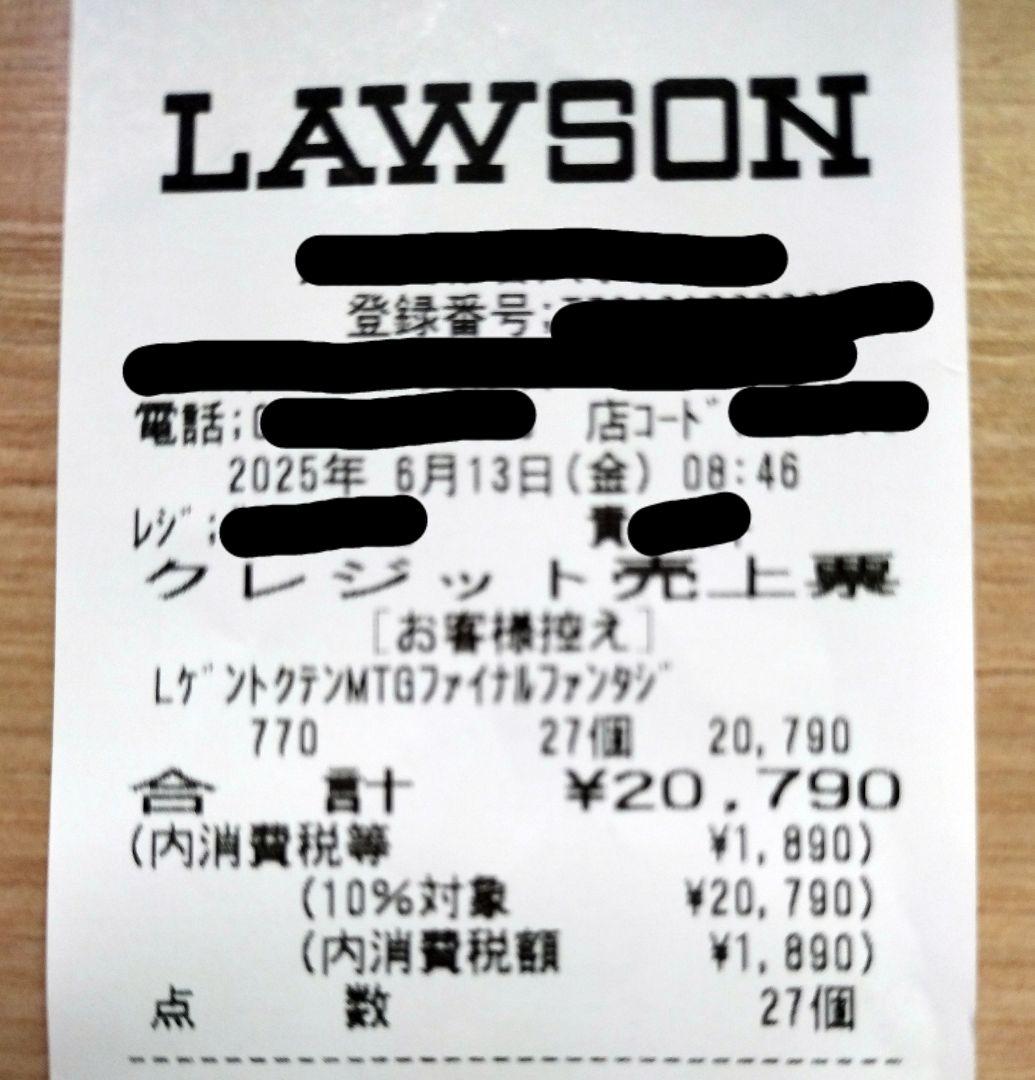 LAWSON
登録番号;
電話;
店コード
2025年 6月13日(金) 08:46
レジ;
責
クレジット売上票
[お客様控え]
LゲントクテンMTGファイナルファンタジ
770 27個 20,790
合 計 ¥20,790
(内消費税等 ¥1,890)
(10%対象 ¥20,790)
(内消費税額 ¥1,890)
点 数 27個